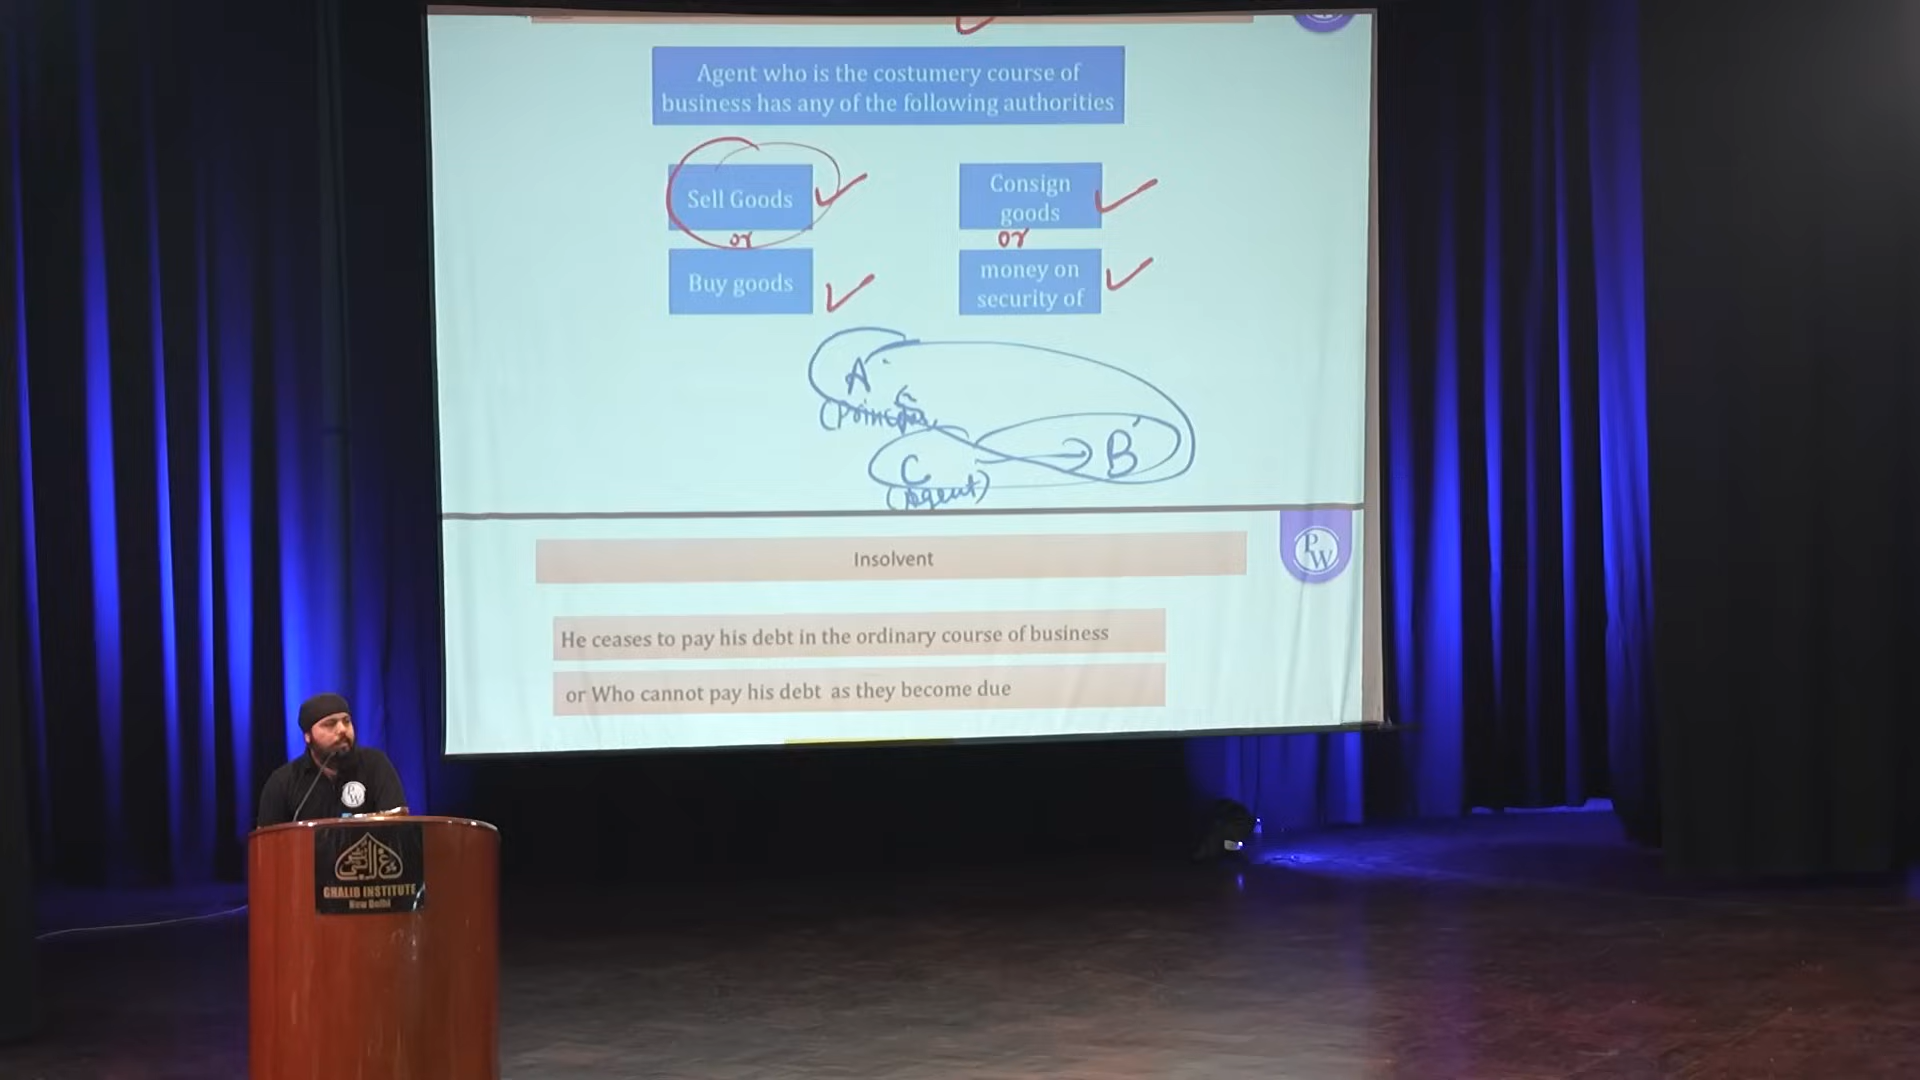 Agent who is the costumery course of
business has any of the following authorities
Sell Goods
or
Buy goods
Consign
goods
or
money on
security of
A
B
C
(Agent)
Insolvent
P
W
He ceases to pay his debt in the ordinary course of business
or Who cannot pay his debt as they become due
P
W
GHALIB INSTITUTE
New Delhi